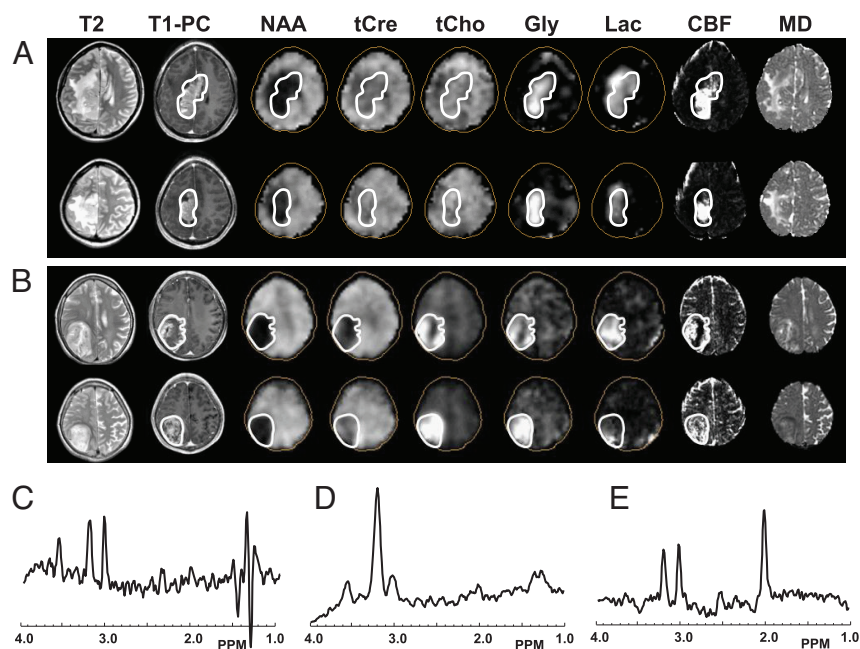 T2 T1-PC NAA tCre tCho Gly Lac CBF MD
A
B
C D E
4.0 3.0 2.0 PPM 1.0 4.0 3.0 2.0 PPM 1.0 4.0 3.0 2.0 PPM 1.0